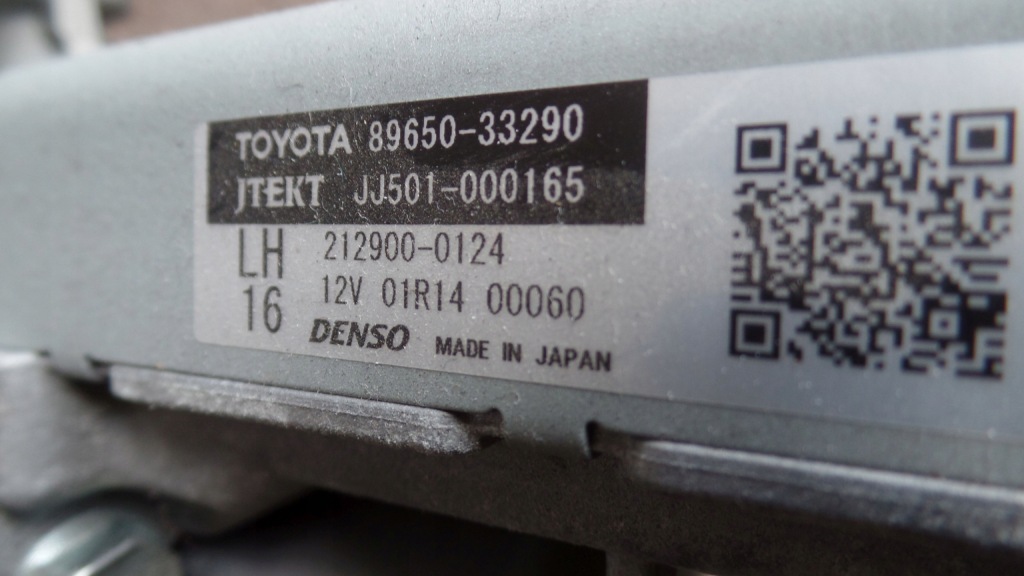 TOYOTA 89650-33290
JTEKT JJ501-000165
LH 212900-0124
16 12V 01R14 00060
DENSO MADE IN JAPAN